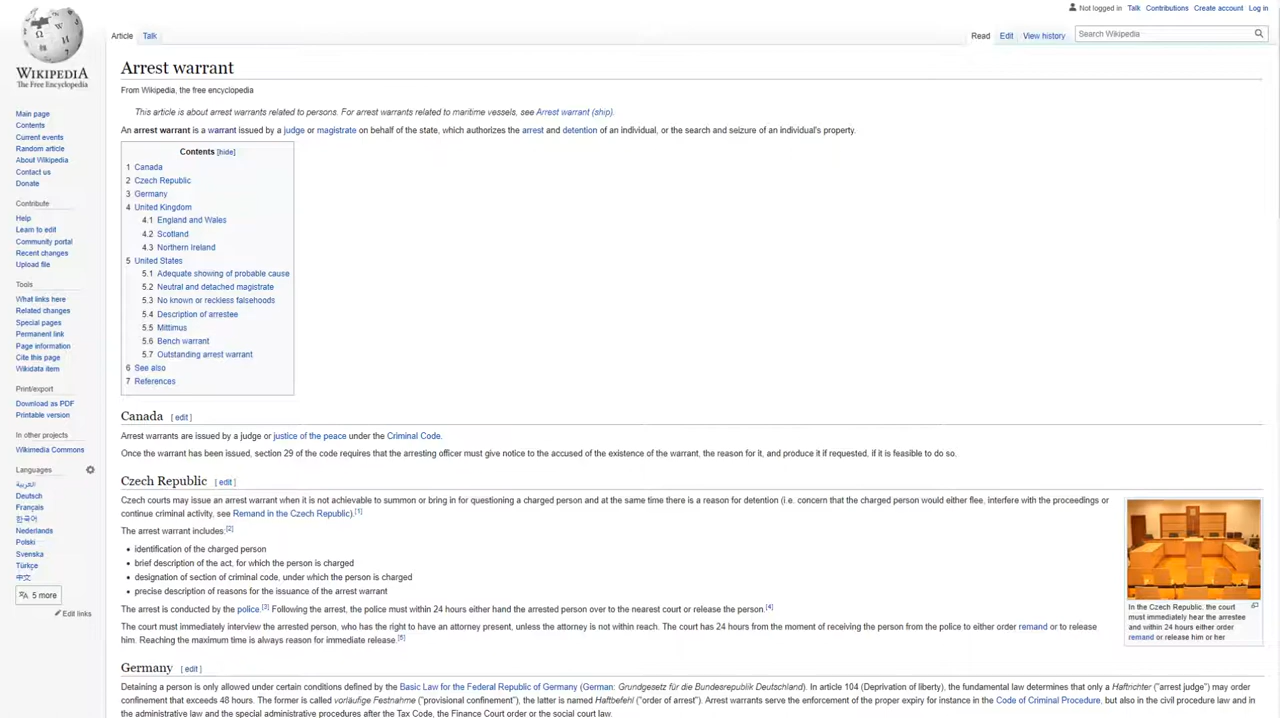 Not logged in Talk Contributions Create account Log in
Article Talk
Read Edit View history Search Wikipedia
WIKIPEDIA
The Free Encyclopedia
Main page
Contents
Current events
Random article
About Wikipedia
Contact us
Donate
Contribute
Help
Learn to edit
Community portal
Recent changes
Upload file
Tools
What links here
Related changes
Special pages
Permanent link
Page information
Cite this page
Wikidata item
Print/export
Download as PDF
Printable version
In other projects
Wikimedia Commons
Languages
العربية
Deutsch
Français
한국어
Nederlands
Polski
Svenska
Türkçe
中文
5 more
Edit links
Arrest warrant
From Wikipedia, the free encyclopedia
This article is about arrest warrants related to persons. For arrest warrants related to maritime vessels, see Arrest warrant (ship).
An arrest warrant is a warrant issued by a judge or magistrate on behalf of the state, which authorizes the arrest and detention of an individual, or the search and seizure of an individual's property.
Contents [hide]
1 Canada
2 Czech Republic
3 Germany
4 United Kingdom
4.1 England and Wales
4.2 Scotland
4.3 Northern Ireland
5 United States
5.1 Adequate showing of probable cause
5.2 Neutral and detached magistrate
5.3 No known or reckless falsehoods
5.4 Description of arrestee
5.5 Mittimus
5.6 Bench warrant
5.7 Outstanding arrest warrant
6 See also
7 References
Canada [ edit ]
Arrest warrants are issued by a judge or justice of the peace under the Criminal Code.
Once the warrant has been issued, section 29 of the code requires that the arresting officer must give notice to the accused of the existence of the warrant, the reason for it, and produce it if requested, if it is feasible to do so.
Czech Republic [ edit ]
Czech courts may issue an arrest warrant when it is not achievable to summon or bring in for questioning a charged person and at the same time there is a reason for detention (i.e. concern that the charged person would either flee, interfere with the proceedings or
continue criminal activity, see Remand in the Czech Republic).[1]
The arrest warrant includes:[2]
• identification of the charged person
• brief description of the act, for which the person is charged
• designation of section of criminal code, under which the person is charged
• precise description of reasons for the issuance of the arrest warrant
The arrest is conducted by the police.[3] Following the arrest, the police must within 24 hours either hand the arrested person over to the nearest court or release the person.[4]
The court must immediately interview the arrested person, who has the right to have an attorney present, unless the attorney is not within reach. The court has 24 hours from the moment of receiving the person from the police to either order remand or to release
him. Reaching the maximum time is always reason for immediate release.[5]
In the Czech Republic, the court
must immediately hear the arrestee
and within 24 hours either order
remand or release him or her
Germany [ edit ]
Detaining a person is only allowed under certain conditions defined by the Basic Law for the Federal Republic of Germany (German: Grundgesetz für die Bundesrepublik Deutschland). In article 104 (Deprivation of liberty), the fundamental law determines that only a Haftrichter ("arrest judge") may order
confinement that exceeds 48 hours. The former is called vorläufige Festnahme ("provisional confinement"), the latter is named Haftbefehl ("order of arrest"). Arrest warrants serve the enforcement of the proper expiry for instance in the Code of Criminal Procedure, but also in the civil procedure law and in
the administrative law and the special administrative procedures after the Tax Code, the Finance Court order or the social court law.